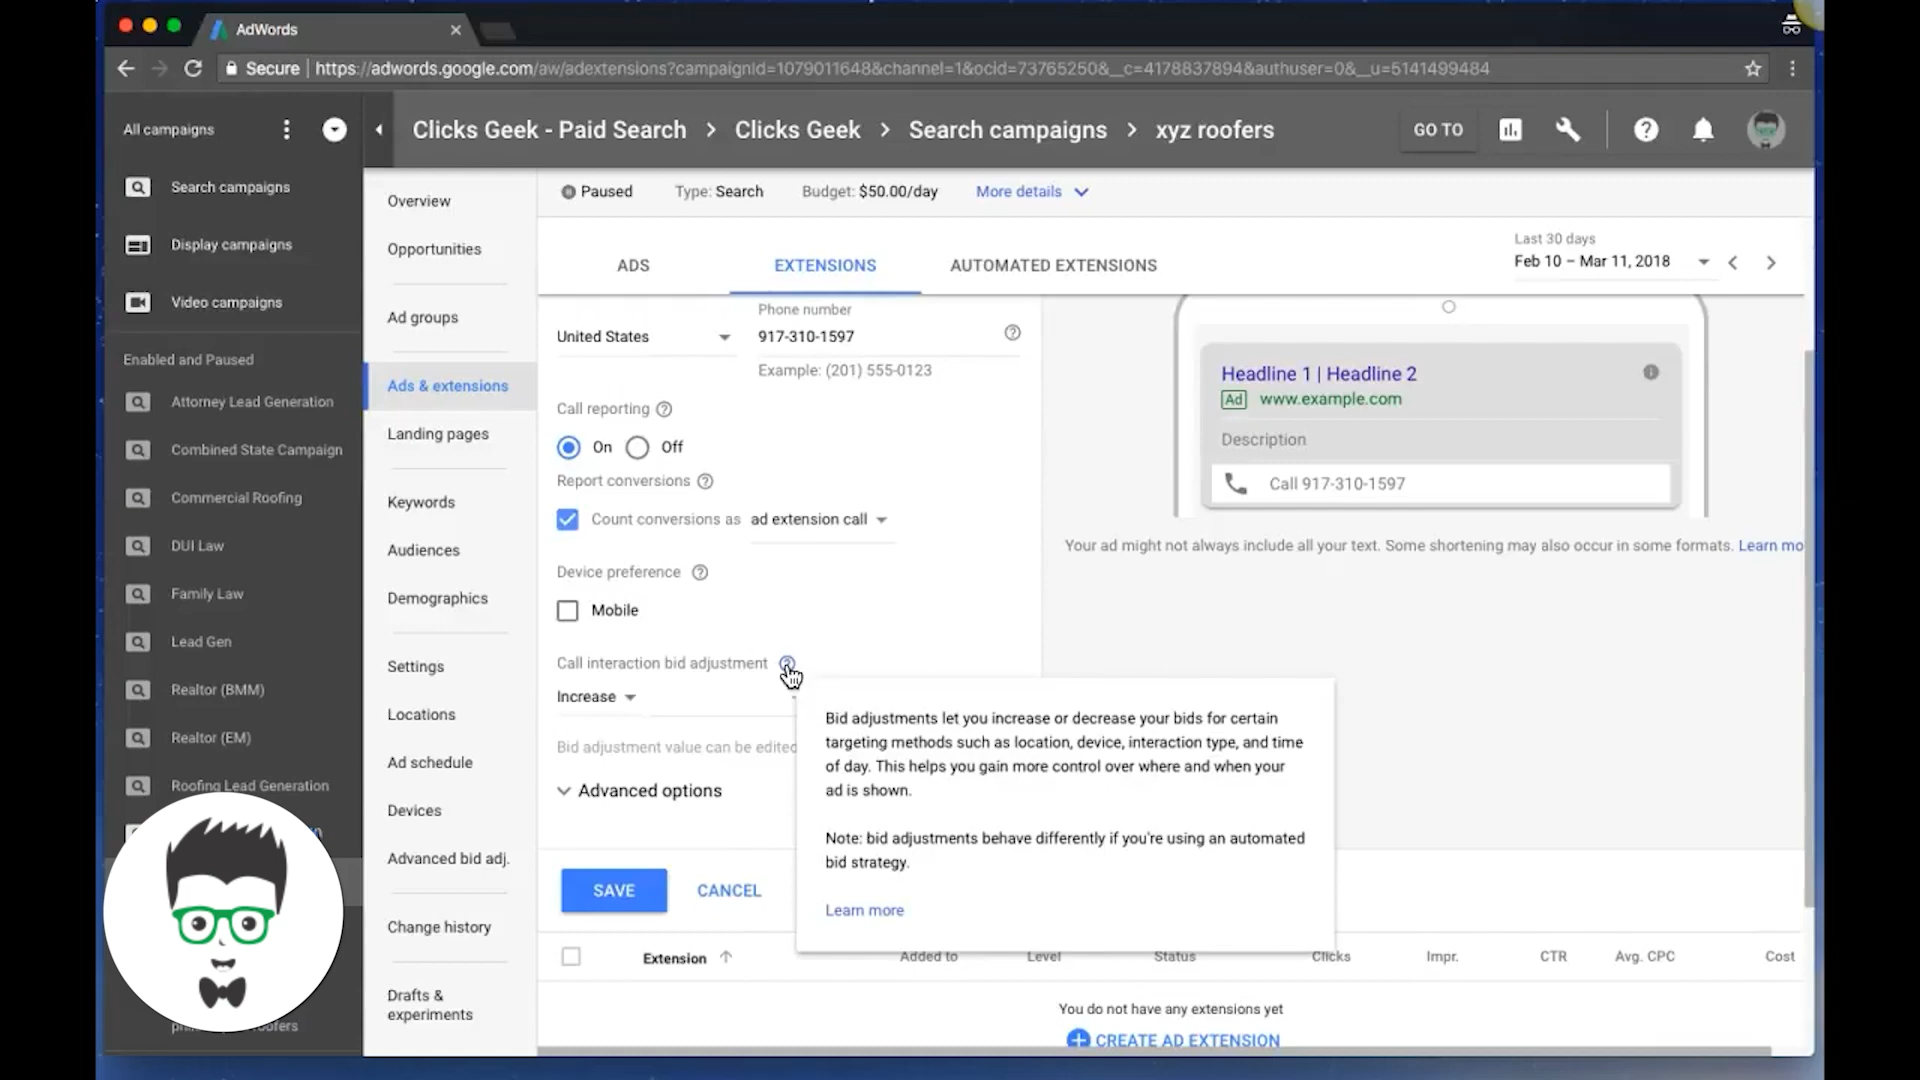 AdWords
Secure | https://adwords.google.com/aw/adextensions?campaignId=1079011648&channel=1&ocid=73765250&__c=4178837894&authuser=0&__u=5141499484
All campaigns
Clicks Geek - Paid Search > Clicks Geek > Search campaigns > xyz roofers
GO TO
Search campaigns
Display campaigns
Video campaigns
Enabled and Paused
Attorney Lead Generation
Combined State Campaign
Commercial Roofing
DUI Law
Family Law
Lead Gen
Realtor (BMM)
Realtor (EM)
Roofing Lead Generation
Overview
Opportunities
Ad groups
Ads & extensions
Landing pages
Keywords
Audiences
Demographics
Settings
Locations
Ad schedule
Devices
Advanced bid adj.
Change history
Drafts &
experiments
Paused Type: Search Budget: $50.00/day More details
ADS EXTENSIONS AUTOMATED EXTENSIONS
Last 30 days
Feb 10 – Mar 11, 2018
Phone number
United States 917-310-1597
Example: (201) 555-0123
Call reporting
On Off
Report conversions
Count conversions as ad extension call
Device preference
Mobile
Call interaction bid adjustment
Increase
Bid adjustment value can be edited
Advanced options
SAVE CANCEL
Headline 1 | Headline 2
Ad www.example.com
Description
Call 917-310-1597
Your ad might not always include all your text. Some shortening may also occur in some formats. Learn mo
Bid adjustments let you increase or decrease your bids for certain
targeting methods such as location, device, interaction type, and time
of day. This helps you gain more control over where and when your
ad is shown.
Note: bid adjustments behave differently if you're using an automated
bid strategy.
Learn more
Extension Added to Level Status Clicks Impr. CTR Avg. CPC Cost
You do not have any extensions yet
CREATE AD EXTENSION